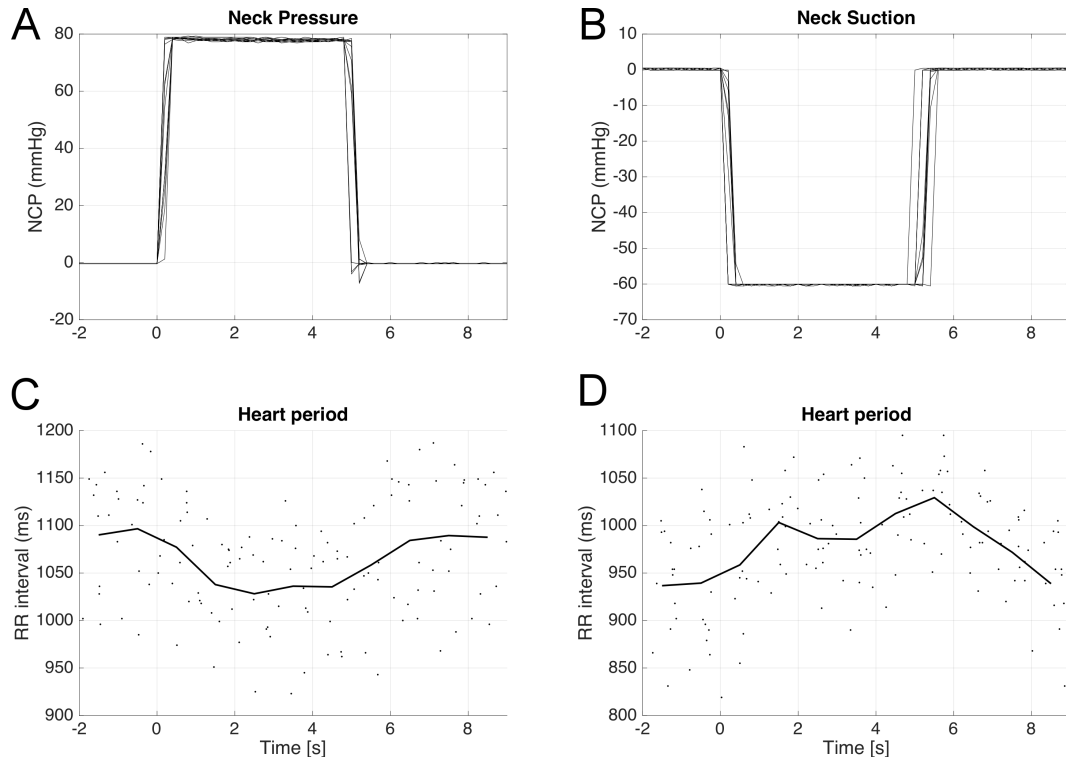 A
Neck Pressure
80
60
40
20
0
-20
NCP (mmHg)
-2 0 2 4 6 8
B
Neck Suction
10
0
-10
-20
-30
-40
-50
-60
-70
NCP (mmHg)
-2 0 2 4 6 8
C
Heart period
1200
1150
1100
1050
1000
950
900
RR interval (ms)
-2 0 2 4 6 8
Time [s]
D
Heart period
1100
1050
1000
950
900
850
800
RR interval (ms)
-2 0 2 4 6 8
Time [s]